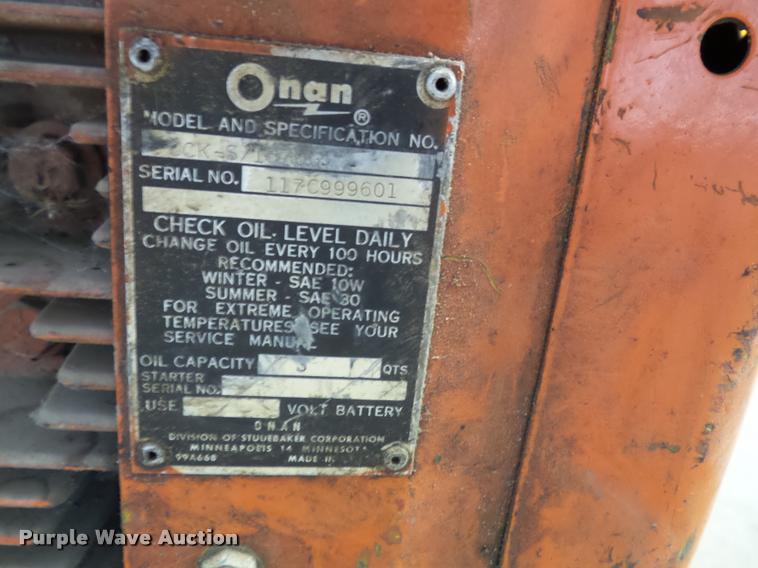 Onan
®
MODEL AND SPECIFICATION NO.
SERIAL NO. 117C999601
CHECK OIL LEVEL DAILY
CHANGE OIL EVERY 100 HOURS
RECOMMENDED:
WINTER - SAE 10W
SUMMER - SAE 30
FOR EXTREME OPERATING
TEMPERATURES SEE YOUR
SERVICE MANUAL
OIL CAPACITY 3 QTS
STARTER
SERIAL NO.
USE VOLT BATTERY
ONAN
DIVISION OF STUDEBAKER CORPORATION
MINNEAPOLIS 14 MINNESOTA
99A668 MADE IN
Purple Wave Auction